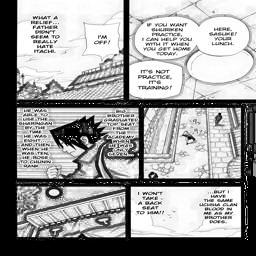 HERE,
SASUKE!
YOUR
LUNCH.
IF YOU WANT
SHURIKEN
PRACTICE,
I CAN HELP YOU
WITH IT WHEN
YOU GET HOME
TODAY.
IT'S NOT
PRACTICE,
IT'S
TRAINING!
I'M
OFF!
WHAT A
RELIEF...
FATHER
DIDN'T
SEEM TO
REALLY
HATE
ITACHI.
BIG
BROTHER
GRADUATED
TOP SEAT
FROM
THE
ACADEMY
WHEN
HE WAS
ONLY
HE WAS
ABLE TO
USE THE
SHARINGAN
BY THE
TIME
HE WAS
AND THEN
WHEN HE
WAS TEN,
HE ROSE
TO CHUNIN
RANK.
...BUT I
HAVE
THE SAME
UCHIHA CLAN
BLOOD IN
ME AS MY
BROTHER
DOES.
I WON'T
TAKE
A BACK
SEAT
TO HIM!!